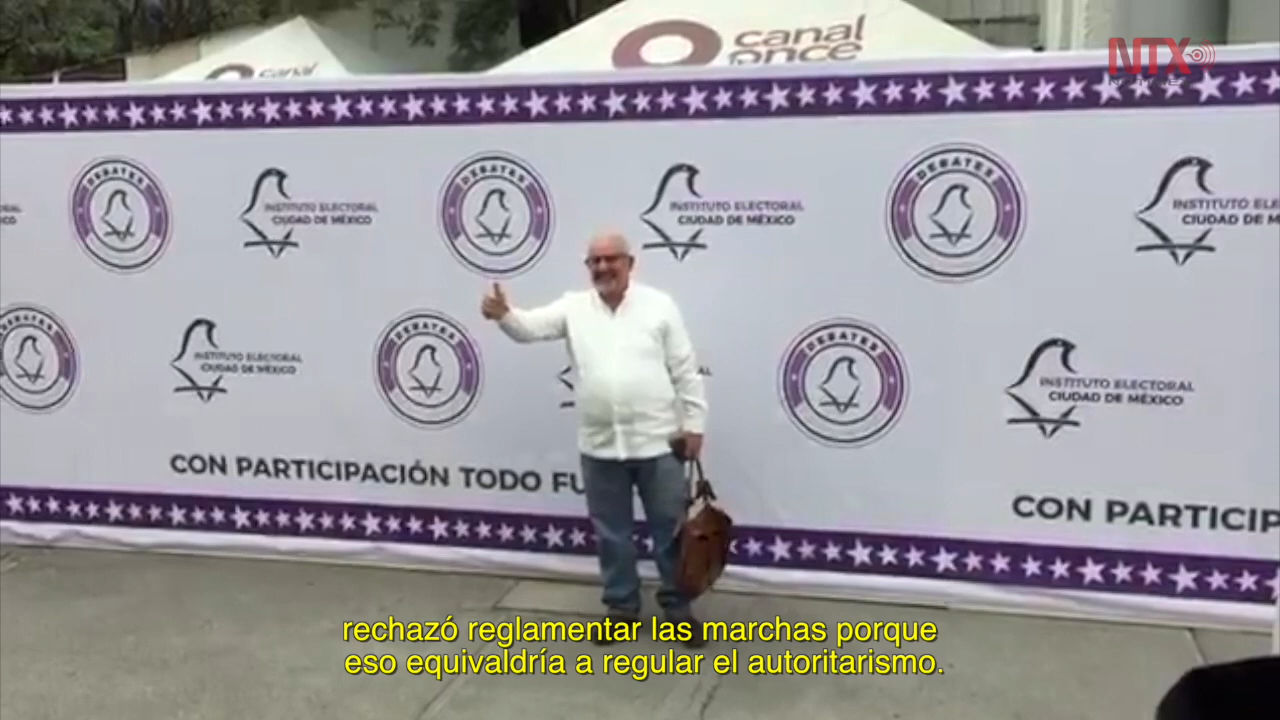 canal
once
canal
NTX
DEBATES
INSTITUTO ELECTORAL
CIUDAD DE MÉXICO
DEBATES
INSTITUTO ELECTORAL
CIUDAD DE MÉXICO
DEBATES
INSTITUTO ELE
CIUDAD DE M
INSTITUTO ELECTORAL
CIUDAD DE MÉXICO
DEBATES
DEBATES
INSTITUTO ELECTORAL
CIUDAD DE MÉXICO
CON PARTICIPACIÓN TODO FU
CON PARTICIP
rechazó reglamentar las marchas porque
eso equivaldría a regular el autoritarismo.